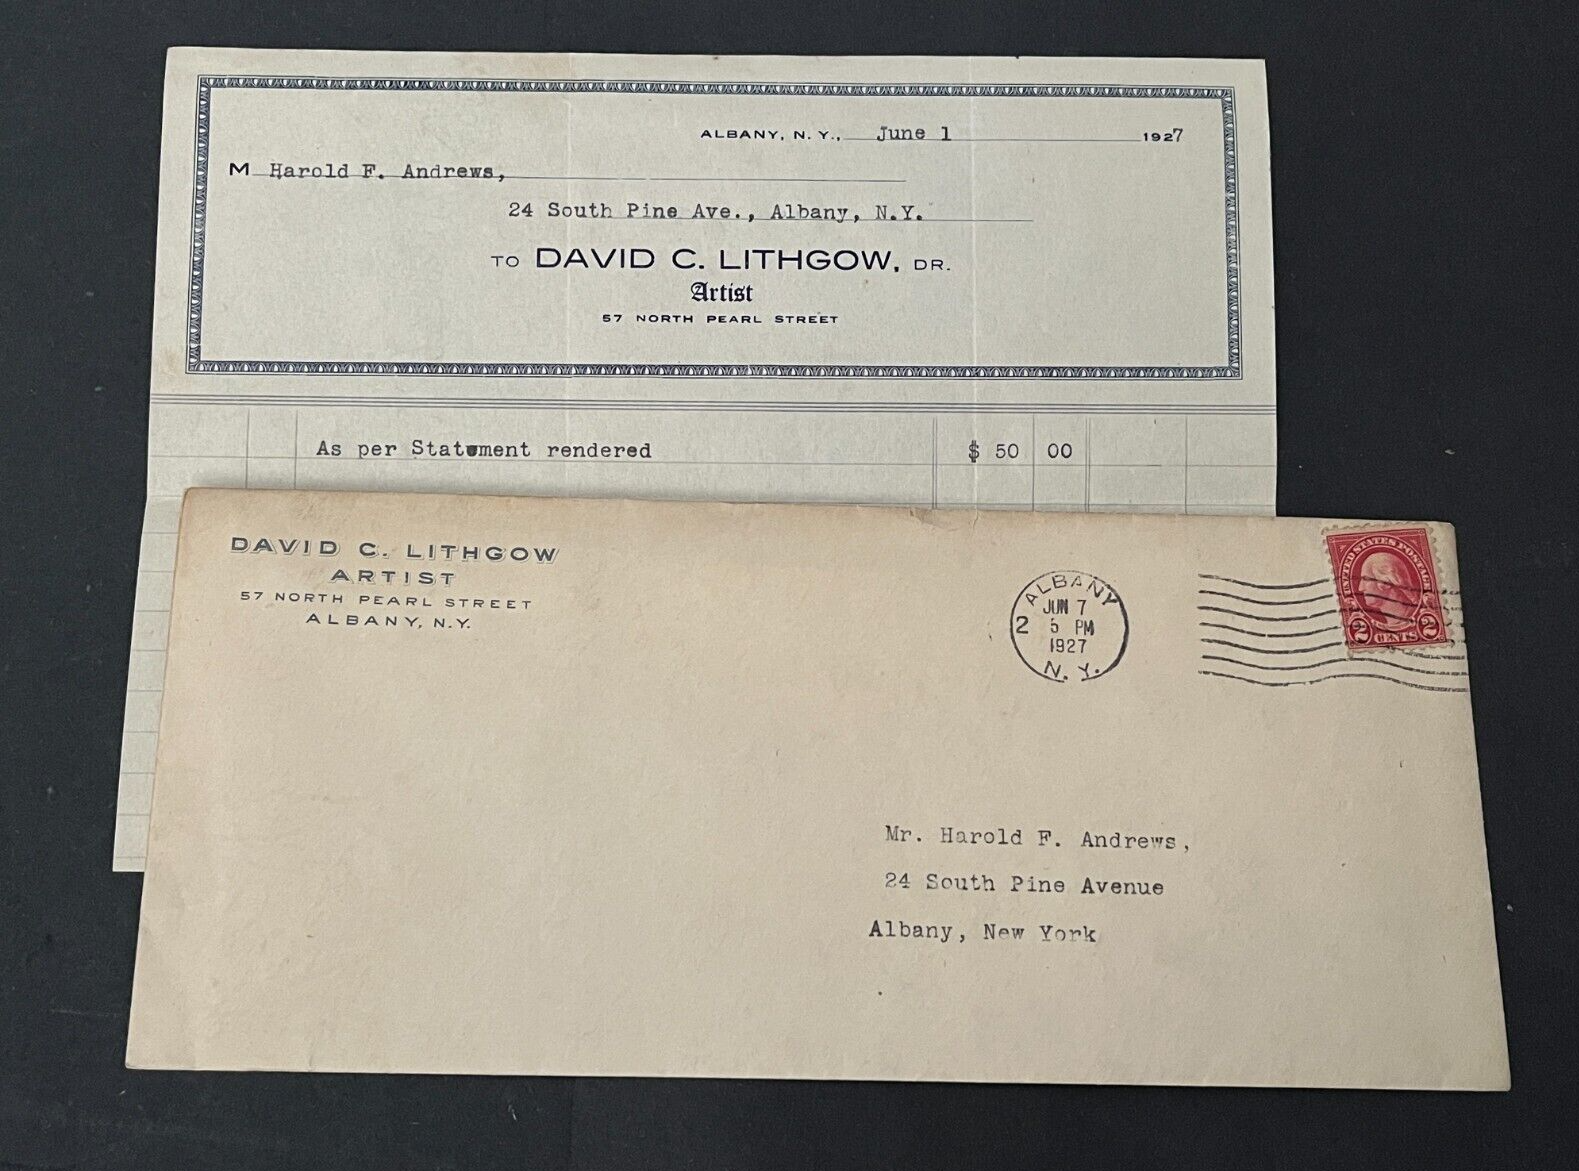 ALBANY, N. Y., June 1 1927
M Harold F. Andrews,
24 South Pine Ave., Albany, N.Y.
TO DAVID C. LITHGOW, DR.
Artist
57 NORTH PEARL STREET
As per Statement rendered $ 50 00
DAVID C. LITHGOW
ARTIST
57 NORTH PEARL STREET
ALBANY, N.Y.
ALBANY
JUN 7
2 5 PM
1927
N. Y.
UNITED STATES POSTAGE
2 CENTS 2
Mr. Harold F. Andrews,
24 South Pine Avenue
Albany, New York